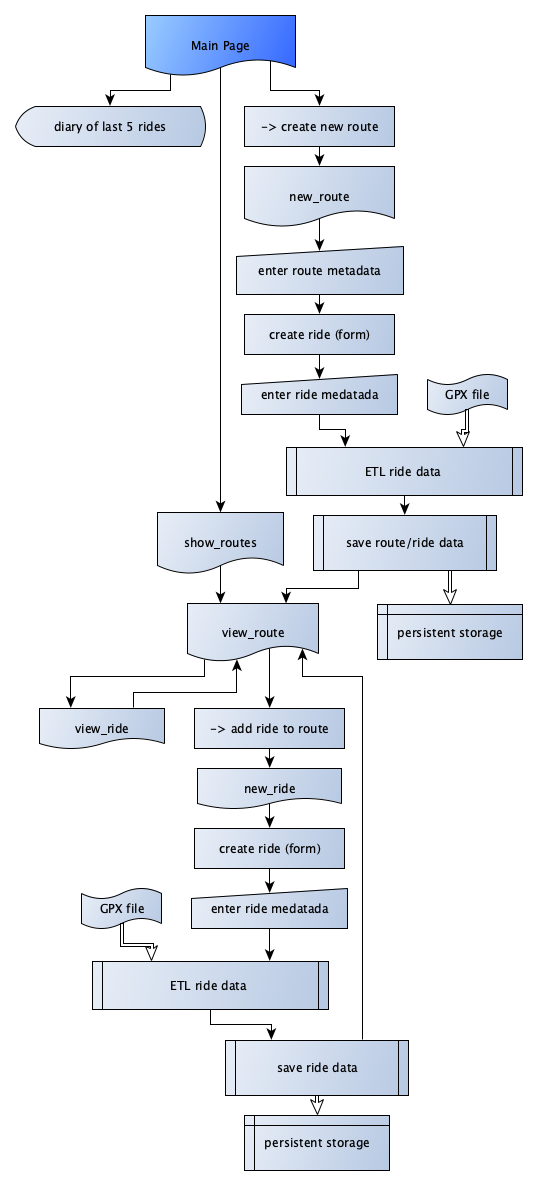 Main Page
diary of last 5 rides
-> create new route
new_route
enter route metadata
create ride (form)
enter ride medatada
GPX file
ETL ride data
show_routes
save route/ride data
view_route
persistent storage
view_ride
-> add ride to route
new_ride
create ride (form)
GPX file
enter ride medatada
ETL ride data
save ride data
persistent storage